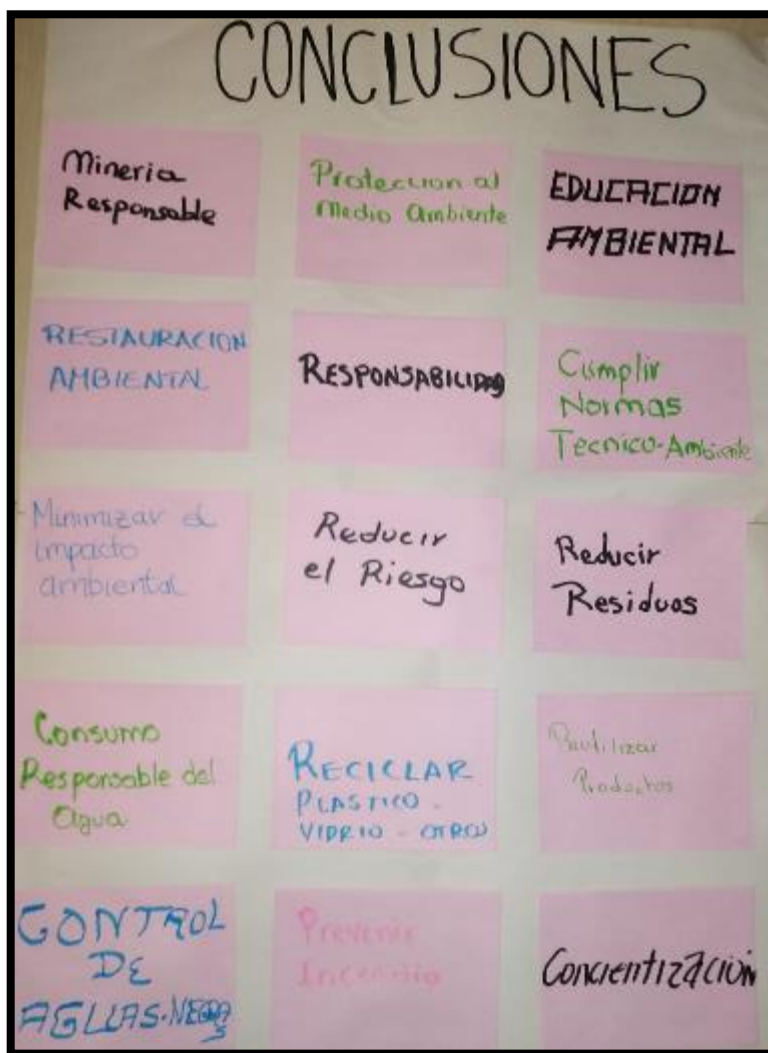 CONCLUSIONES
Mineria
Responsable
Proteccion al
Medio Ambiente
EDUCACION
AMBIENTAL
RESTAURACION
AMBIENTAL
RESPONSABILIDAD
Cumplir
Normas
Tecnico-Ambiente
Minimizar el
impacto
ambiental
Reducir
el Riesgo
Reducir
Residuos
Consumo
Responsable del
agua
RECICLAR
PLASTICO -
VIDRIO - OTROS
Reutilizar
Productos
CONTROL
DE
AGUAS-NEGRAS
Prevenir
Incendio
Concientización